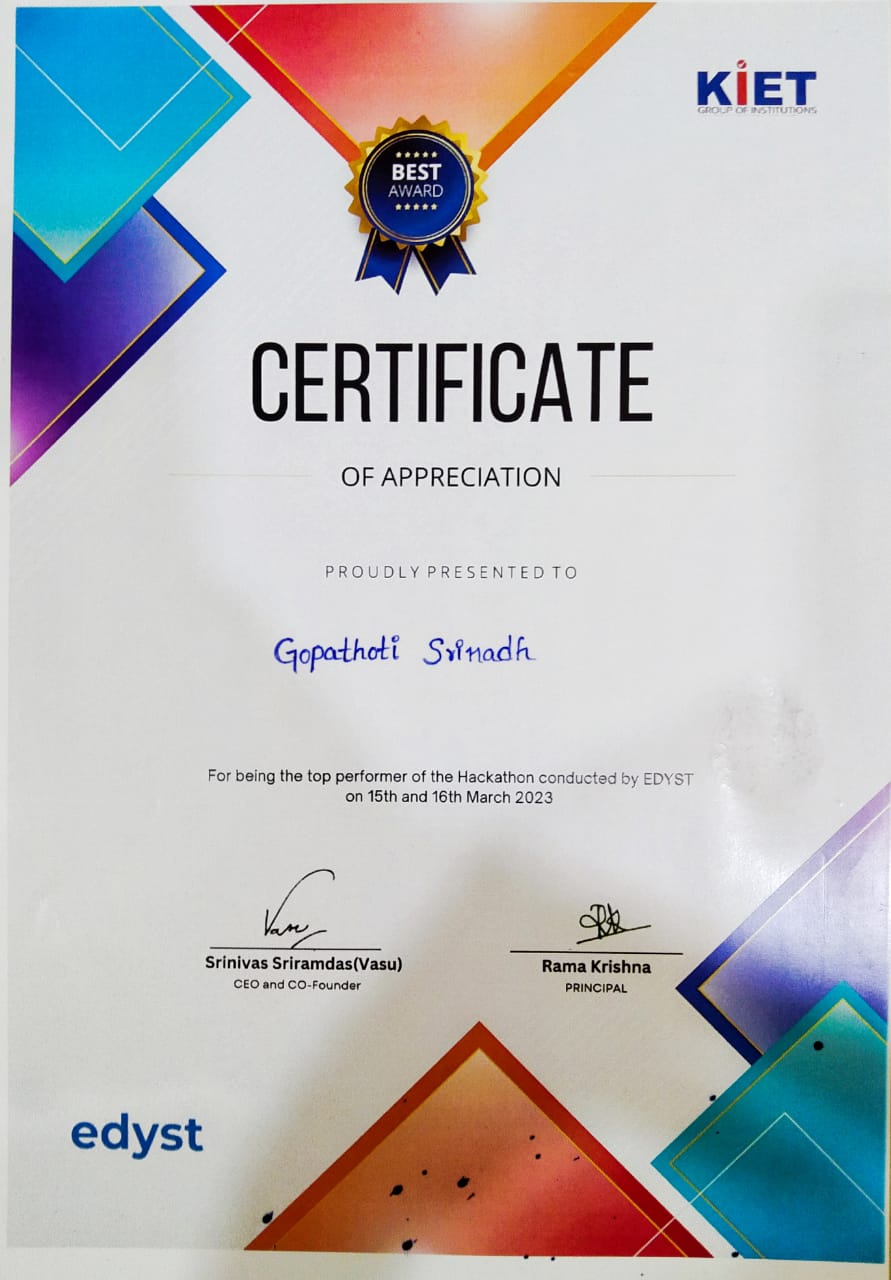 KiET
GROUP OF INSTITUTIONS
BEST
AWARD
CERTIFICATE
OF APPRECIATION
PROUDLY PRESENTED TO
Gopathoti Srinadh
For being the top performer of the Hackathon conducted by EDYST
on 15th and 16th March 2023
Vasu
Srinivas Sriramdas(Vasu)
CEO and CO-Founder
Rama Krishna
PRINCIPAL
edyst